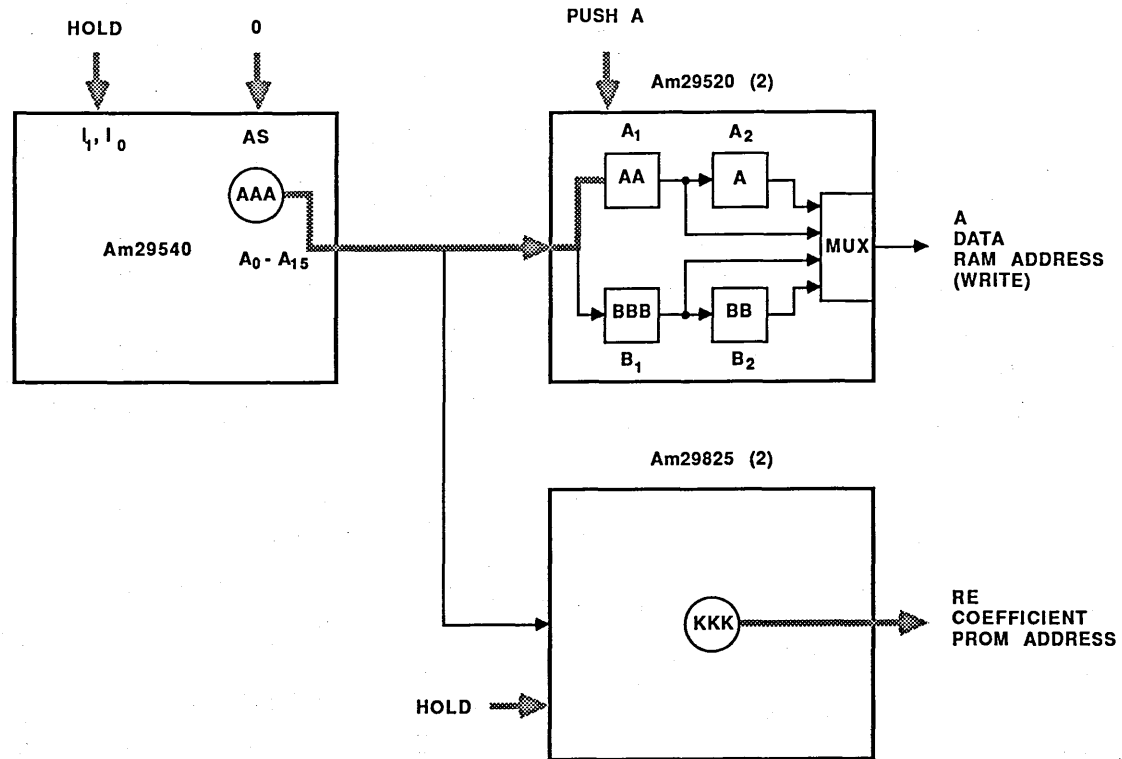 HOLD
0
PUSH A
Am29520 (2)
I1, I0
AS
A1
A2
AAA
AA
A
Am29540
A0 - A15
MUX
A
DATA
RAM ADDRESS
(WRITE)
BBB
BB
B1
B2
Am29825 (2)
KKK
RE
COEFFICIENT
PROM ADDRESS
HOLD